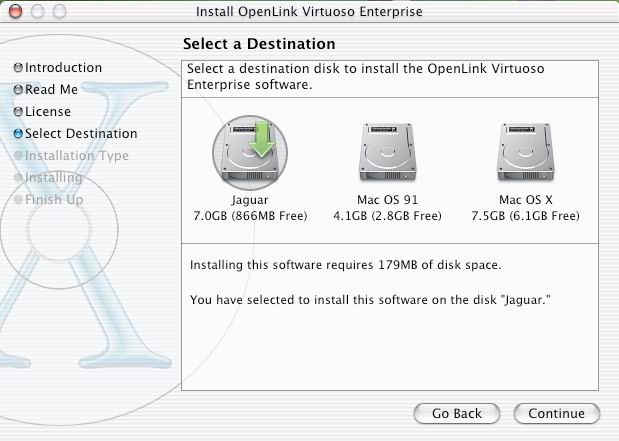 Install OpenLink Virtuoso Enterprise
Select a Destination
Introduction
Read Me
License
Select Destination
Installation Type
Installing
Finish Up
Select a destination disk to install the OpenLink Virtuoso
Enterprise software.
Jaguar
7.0GB (866MB Free)
Mac OS 91
4.1GB (2.8GB Free)
Mac OS X
7.5GB (6.1GB Free)
Installing this software requires 179MB of disk space.
You have selected to install this software on the disk "Jaguar."
Go Back
Continue